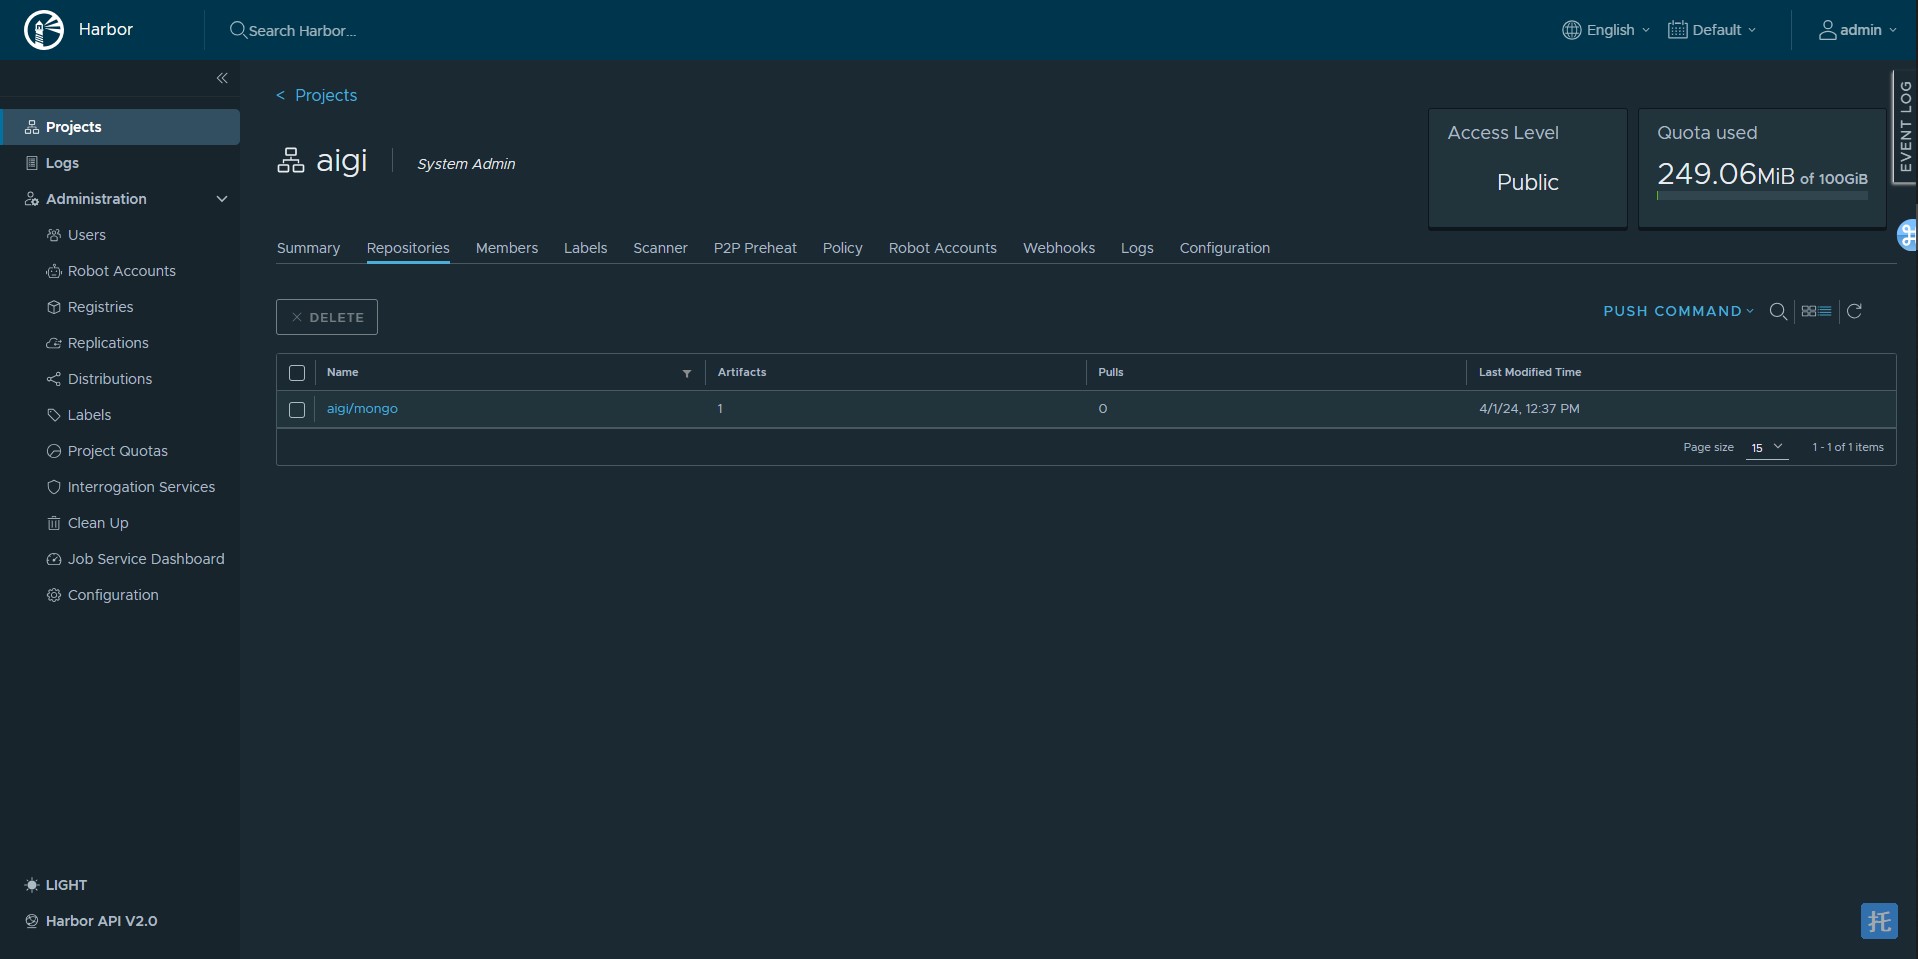 Harbor
Search Harbor...
English
Default
admin
Projects
Logs
Administration
Users
Robot Accounts
Registries
Replications
Distributions
Labels
Project Quotas
Interrogation Services
Clean Up
Job Service Dashboard
Configuration
LIGHT
Harbor API V2.0
< Projects
aigi
System Admin
Access Level
Public
Quota used
249.06MiB of 100GiB
EVENT LOG
Summary Repositories Members Labels Scanner P2P Preheat Policy Robot Accounts Webhooks Logs Configuration
DELETE
PUSH COMMAND
Name Artifacts Pulls Last Modified Time
aigi/mongo 1 0 4/1/24, 12:37 PM
Page size 15 1 - 1 of 1 items
托